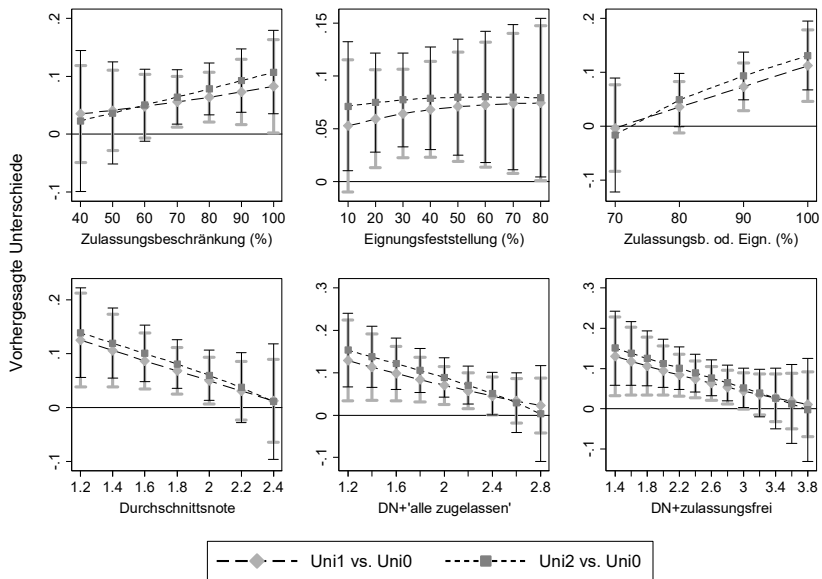 Vorhergesagte Unterschiede
-.1 0 .1 .2
40 50 60 70 80 90 100
Zulassungsbeschränkung (%)
0 .05 .1 .15
10 20 30 40 50 60 70 80
Eignungsfeststellung (%)
-.1 0 .1 .2
70 80 90 100
Zulassungsb. od. Eign. (%)
-.1 0 .1 .2
1.2 1.4 1.6 1.8 2 2.2 2.4
Durchschnittsnote
-.1 0 .1 .2 .3
1.2 1.6 2 2.4 2.8
DN+'alle zugelassen'
-.1 0 .1 .2 .3
1.4 1.8 2.2 2.6 3 3.4 3.8
DN+zulassungsfrei
Uni1 vs. Uni0 Uni2 vs. Uni0